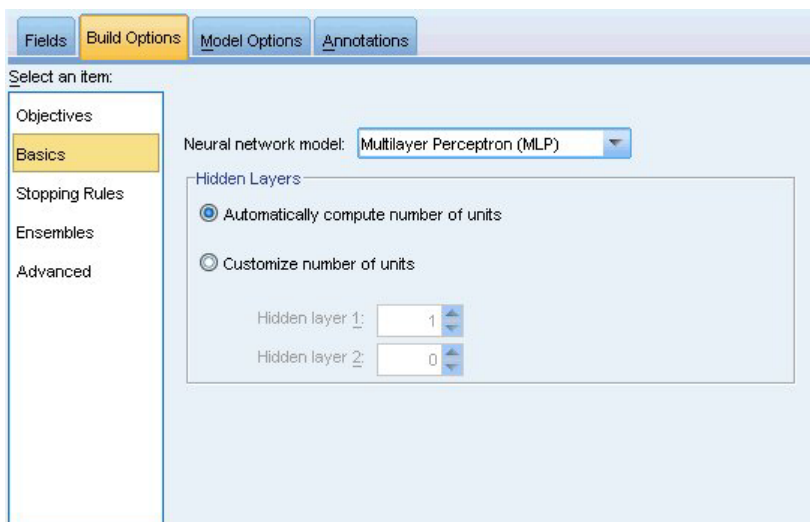 Fields Build Options Model Options Annotations
Select an item:
Objectives
Basics
Stopping Rules
Ensembles
Advanced
Neural network model: Multilayer Perceptron (MLP)
Hidden Layers
Automatically compute number of units
Customize number of units
Hidden layer 1: 1
Hidden layer 2: 0